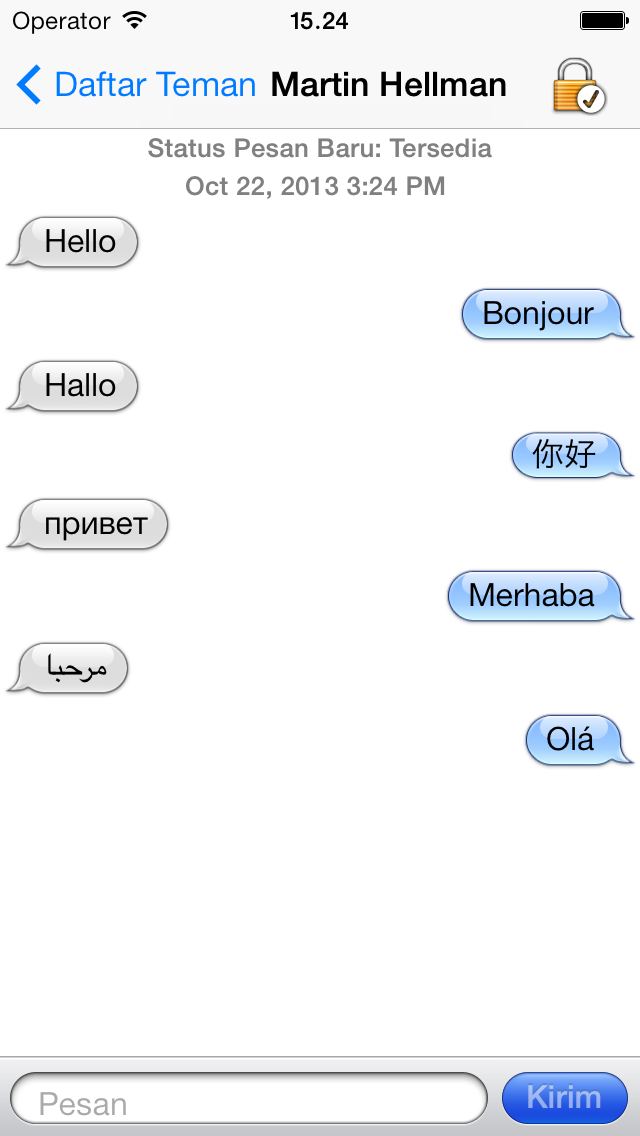 Operator 15.24
Daftar Teman Martin Hellman
Status Pesan Baru: Tersedia
Oct 22, 2013 3:24 PM
Hello
Bonjour
Hallo
你好
привет
Merhaba
مرحبا
Olá
Pesan Kirim